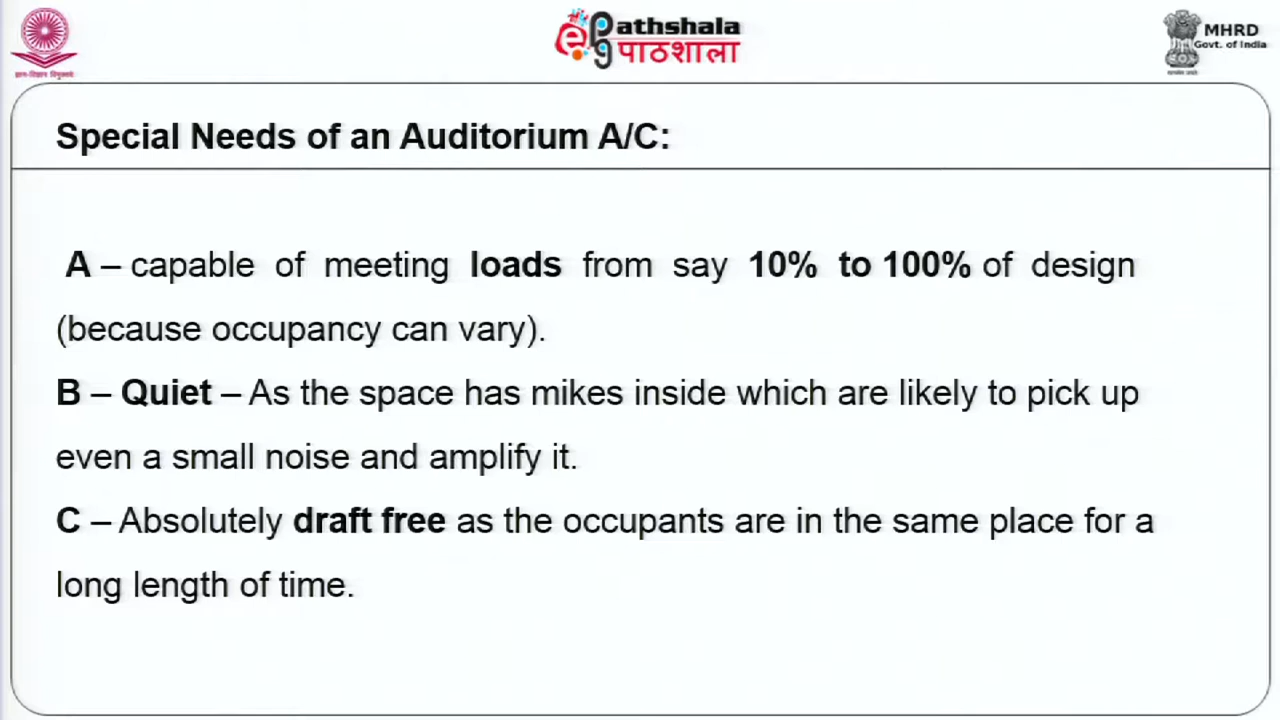 ePathshala
पाठशाला
MHRD
Govt. of India
Special Needs of an Auditorium A/C:
A – capable of meeting loads from say 10% to 100% of design
(because occupancy can vary).
B – Quiet – As the space has mikes inside which are likely to pick up
even a small noise and amplify it.
C – Absolutely draft free as the occupants are in the same place for a
long length of time.